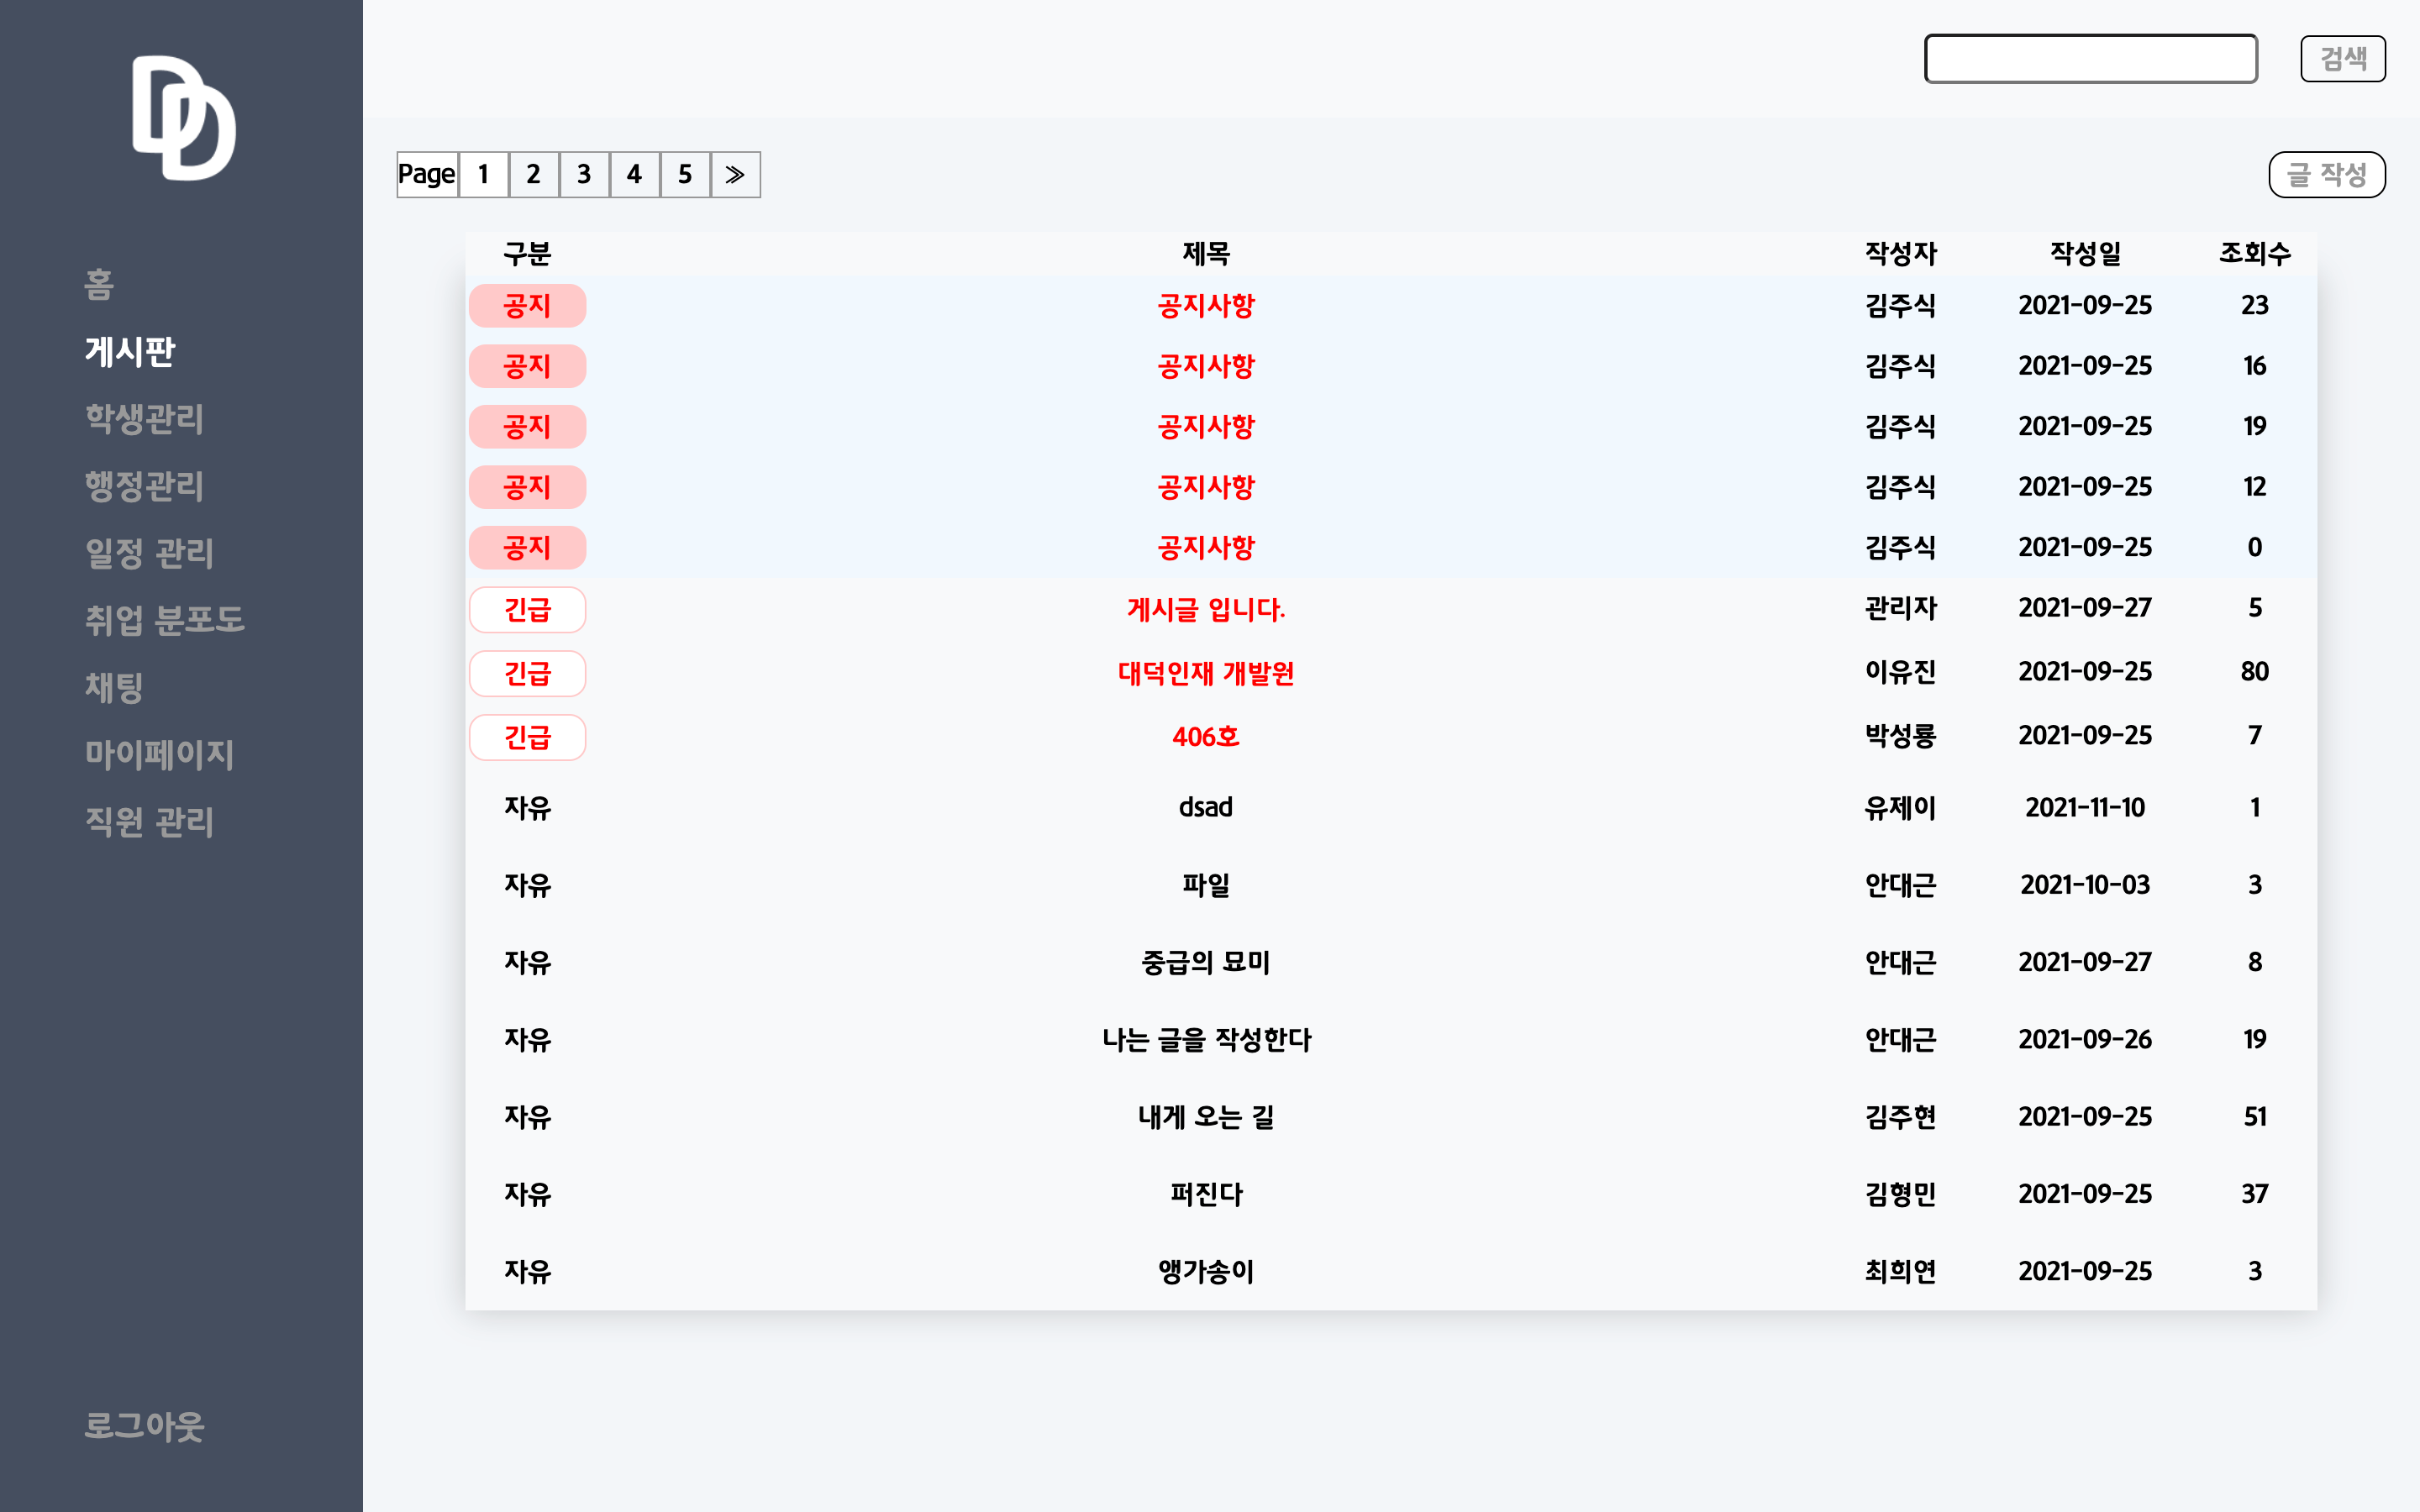 DD
홈
게시판
학생관리
행정관리
일정 관리
취업 분포도
채팅
마이페이지
직원 관리
로그아웃
검색
Page 1 2 3 4 5 ≫
글 작성
구분 제목 작성자 작성일 조회수
공지 공지사항 김주식 2021-09-25 23
공지 공지사항 김주식 2021-09-25 16
공지 공지사항 김주식 2021-09-25 19
공지 공지사항 김주식 2021-09-25 12
공지 공지사항 김주식 2021-09-25 0
긴급 게시글 입니다. 관리자 2021-09-27 5
긴급 대덕인재 개발원 이유진 2021-09-25 80
긴급 406호 박성룡 2021-09-25 7
자유 dsad 유제이 2021-11-10 1
자유 파일 안대근 2021-10-03 3
자유 중급의 묘미 안대근 2021-09-27 8
자유 나는 글을 작성한다 안대근 2021-09-26 19
자유 내게 오는 길 김주현 2021-09-25 51
자유 퍼진다 김형민 2021-09-25 37
자유 앵가송이 최희연 2021-09-25 3